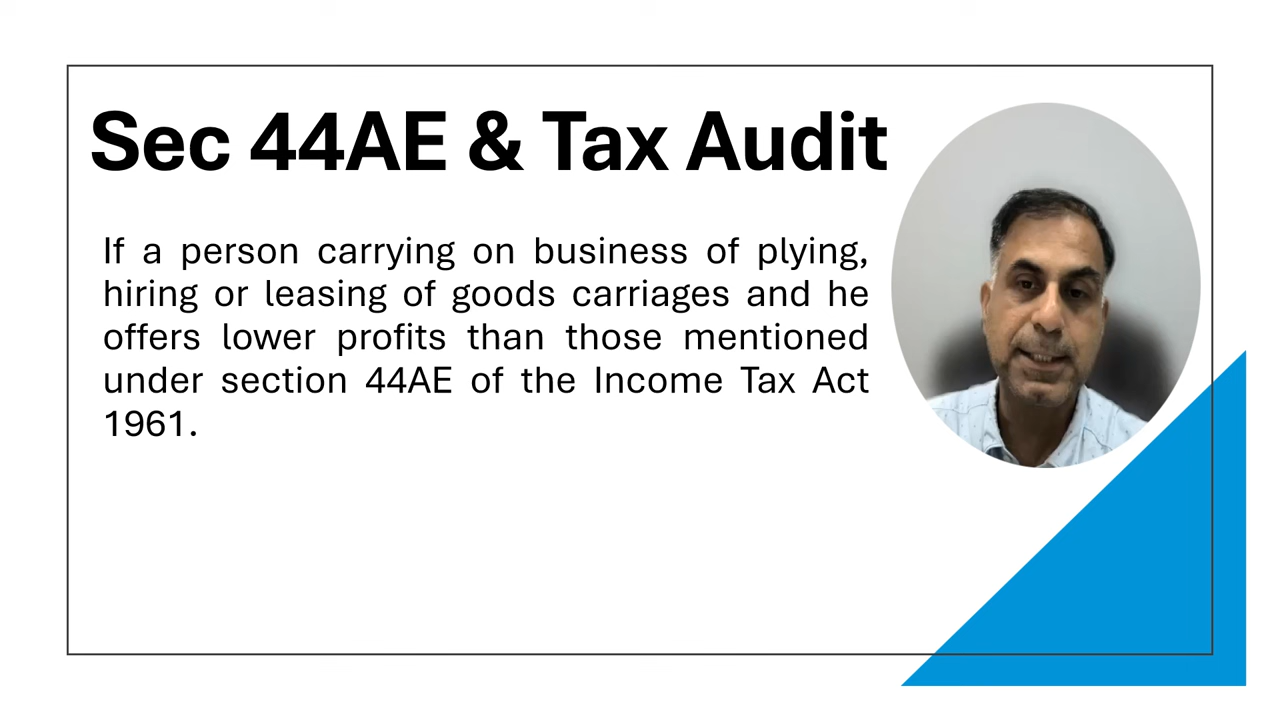 Sec 44AE & Tax Audit
If a person carrying on business of plying,
hiring or leasing of goods carriages and he
offers lower profits than those mentioned
under section 44AE of the Income Tax Act
1961.